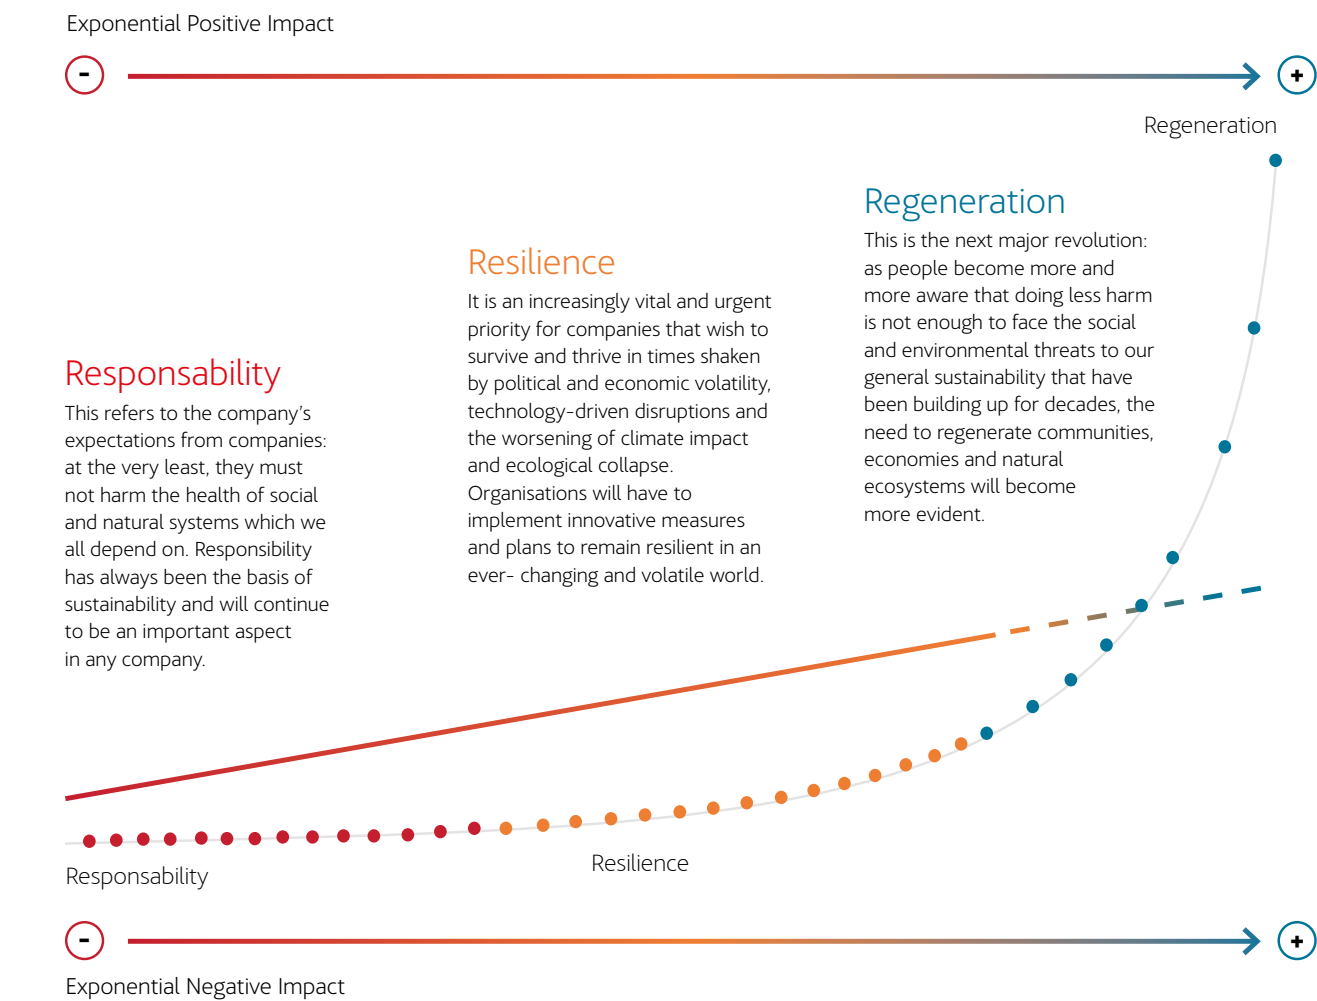 Exponential Positive Impact
-
+
Regeneration
Regeneration
This is the next major revolution:
as people become more and
more aware that doing less harm
is not enough to face the social
and environmental threats to our
general sustainability that have
been building up for decades, the
need to regenerate communities,
economies and natural
ecosystems will become
more evident.
Resilience
It is an increasingly vital and urgent
priority for companies that wish to
survive and thrive in times shaken
by political and economic volatility,
technology-driven disruptions and
the worsening of climate impact
and ecological collapse.
Organisations will have to
implement innovative measures
and plans to remain resilient in an
ever- changing and volatile world.
Responsability
This refers to the company's
expectations from companies:
at the very least, they must
not harm the health of social
and natural systems which we
all depend on. Responsibility
has always been the basis of
sustainability and will continue
to be an important aspect
in any company.
Responsability
Resilience
-
+
Exponential Negative Impact